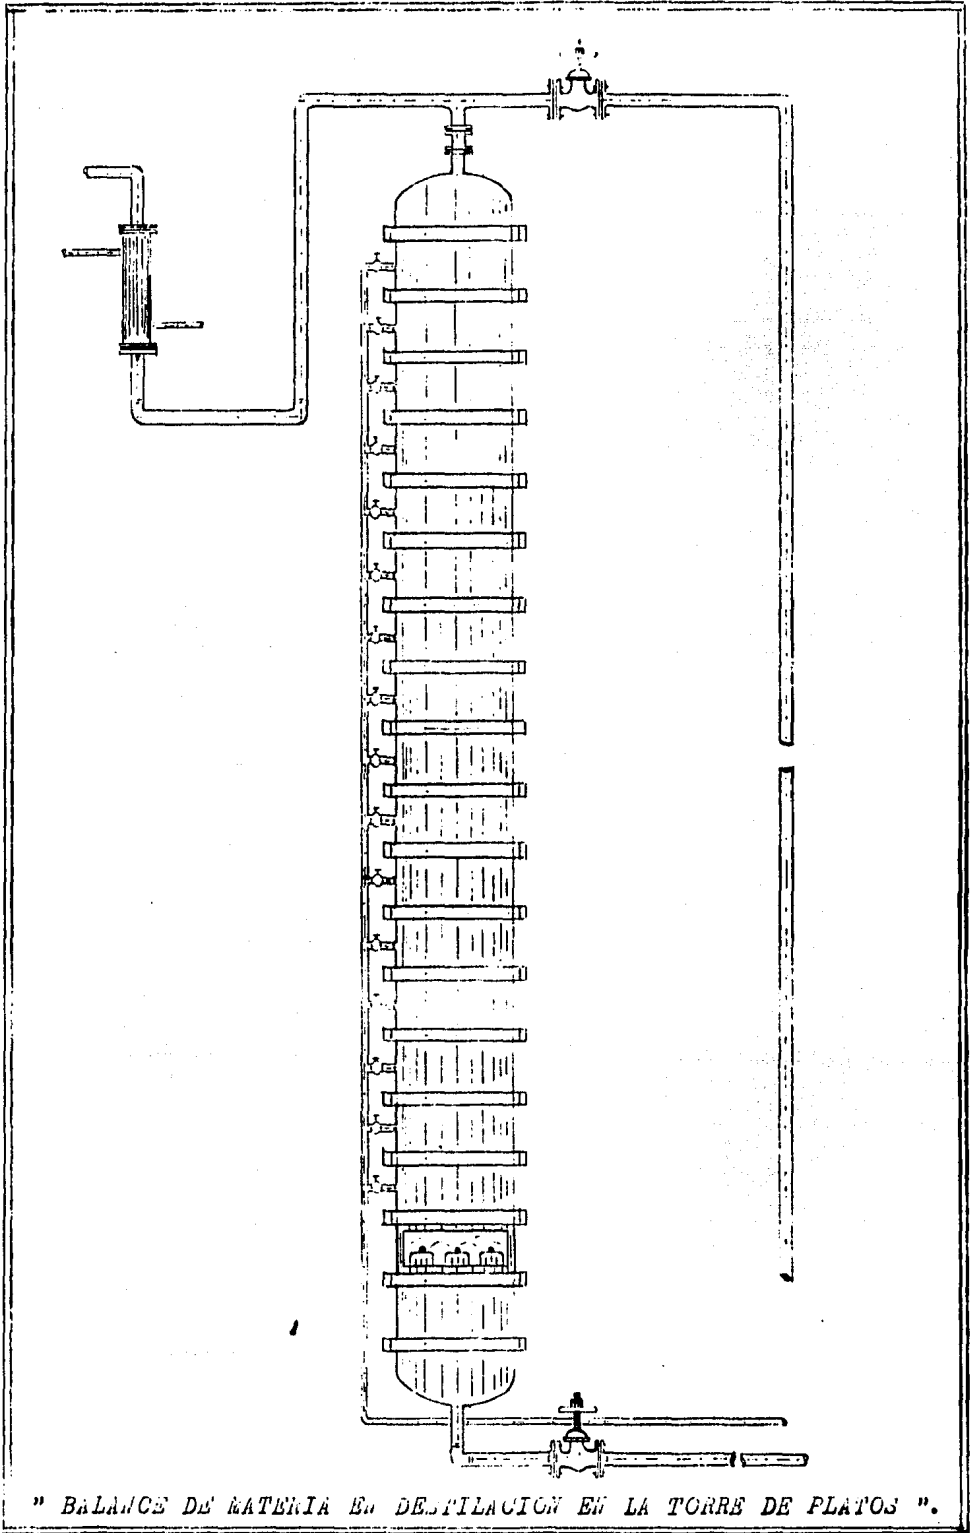 " BALANCE DE MATERIA EN DESTILACION EN LA TORRE DE PLATOS ".